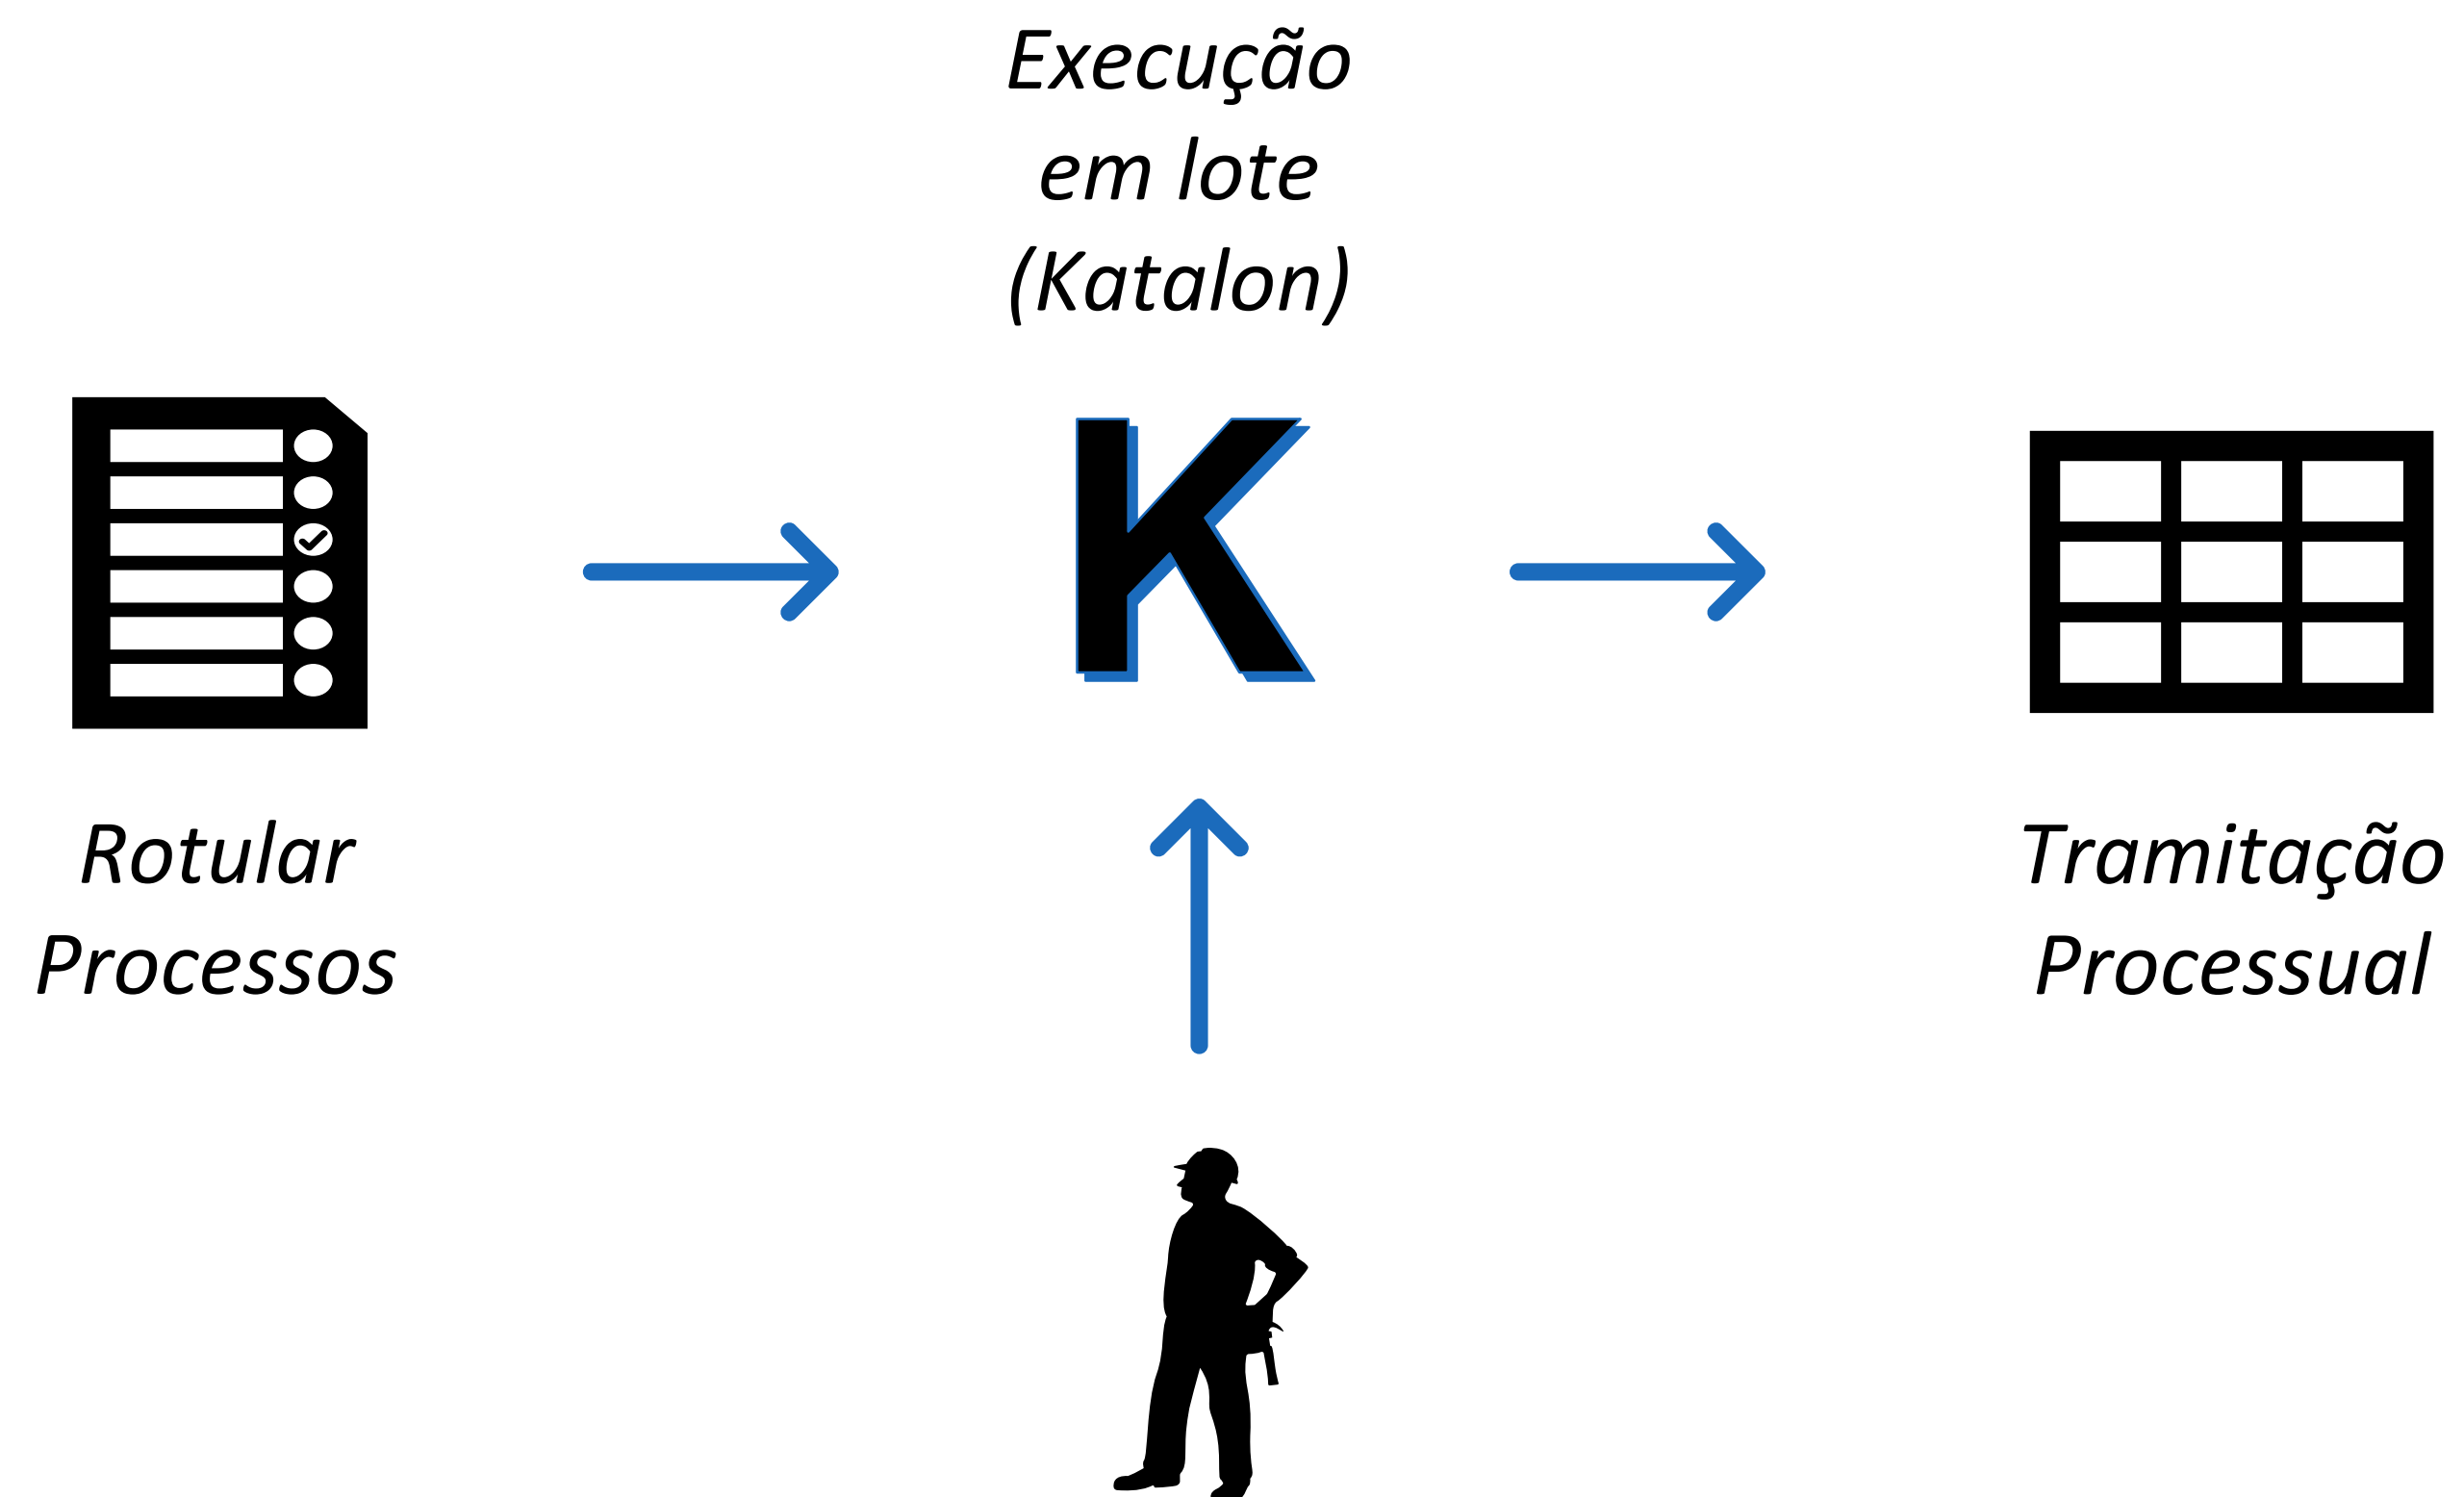 Execução
em lote
(Katalon)
K
Rotular
Processos
Tramitação
Processual